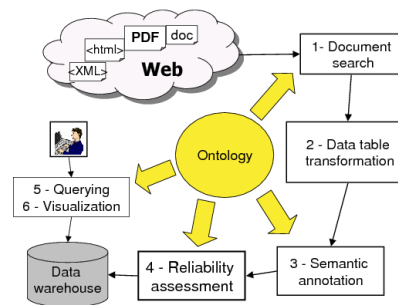 <html>
PDF
doc
<XML>
Web
1- Document
search
Ontology
2 - Data table
transformation
5 - Querying
6 - Visualization
3 - Semantic
annotation
4 - Reliability
assessment
Data
warehouse